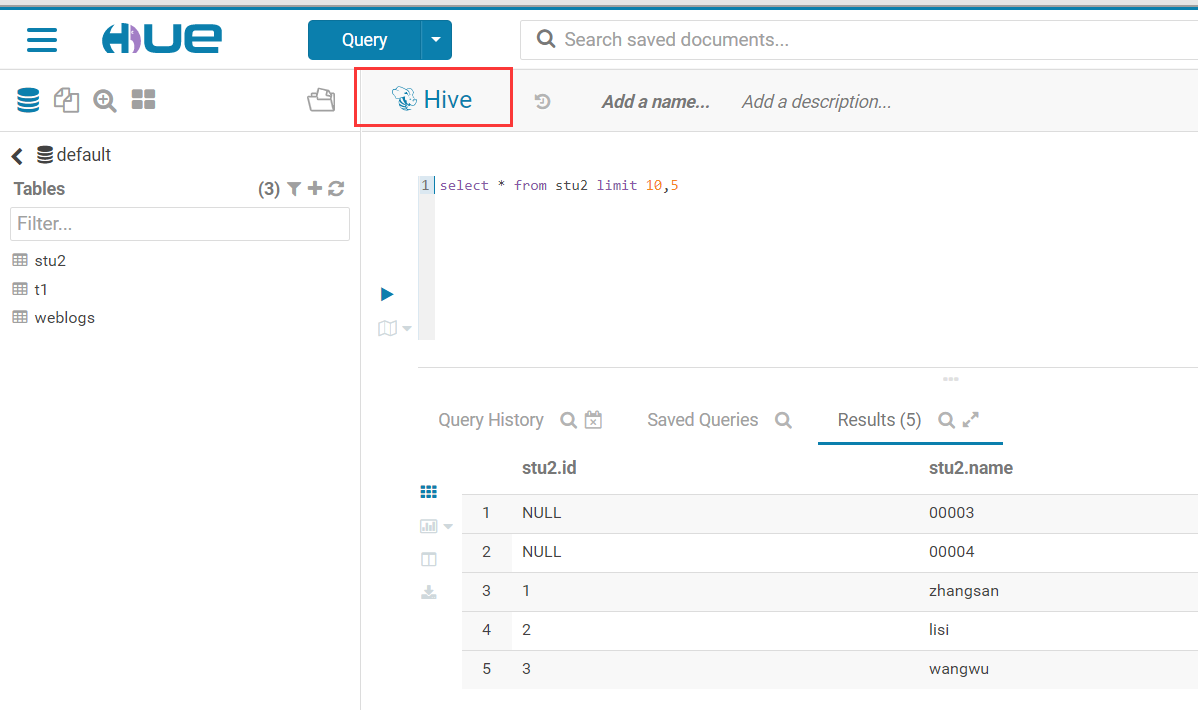 HUE
Query
Search saved documents...
Hive
Add a name...
Add a description...
default
Tables (3)
Filter...
stu2
t1
weblogs
1 select * from stu2 limit 10,5
Query History
Saved Queries
Results (5)
stu2.id stu2.name
1 NULL 00003
2 NULL 00004
3 1 zhangsan
4 2 lisi
5 3 wangwu